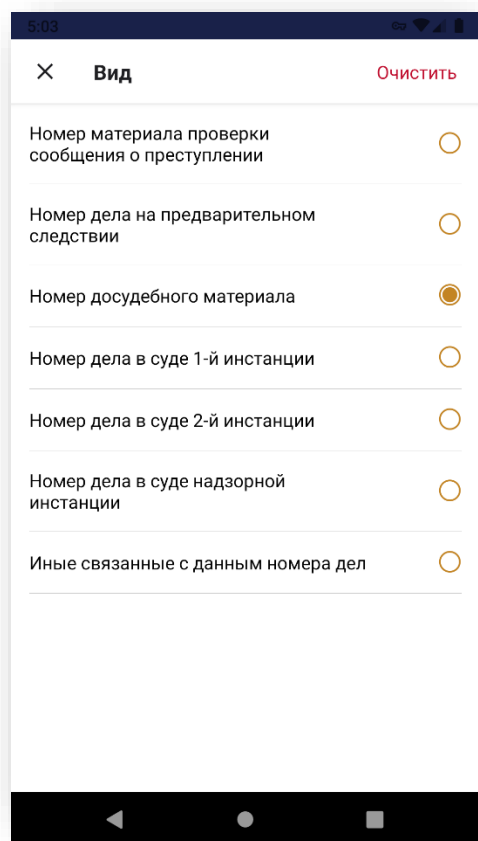 5:03
Вид
Очистить
Номер материала проверки
сообщения о преступлении
Номер дела на предварительном
следствии
Номер досудебного материала
Номер дела в суде 1-й инстанции
Номер дела в суде 2-й инстанции
Номер дела в суде надзорной
инстанции
Иные связанные с данным номера дел